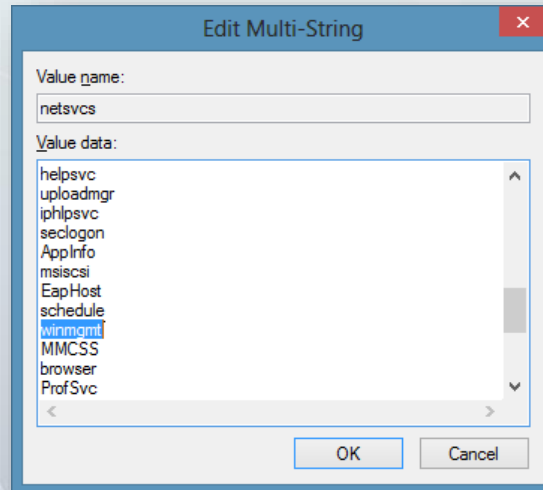 Edit Multi-String
Value name:
netsvcs
Value data:
helpsvc
uploadmgr
iphlpsvc
seclogon
AppInfo
msiscsi
EapHost
schedule
winmgmt
MMCSS
browser
ProfSvc
OK Cancel